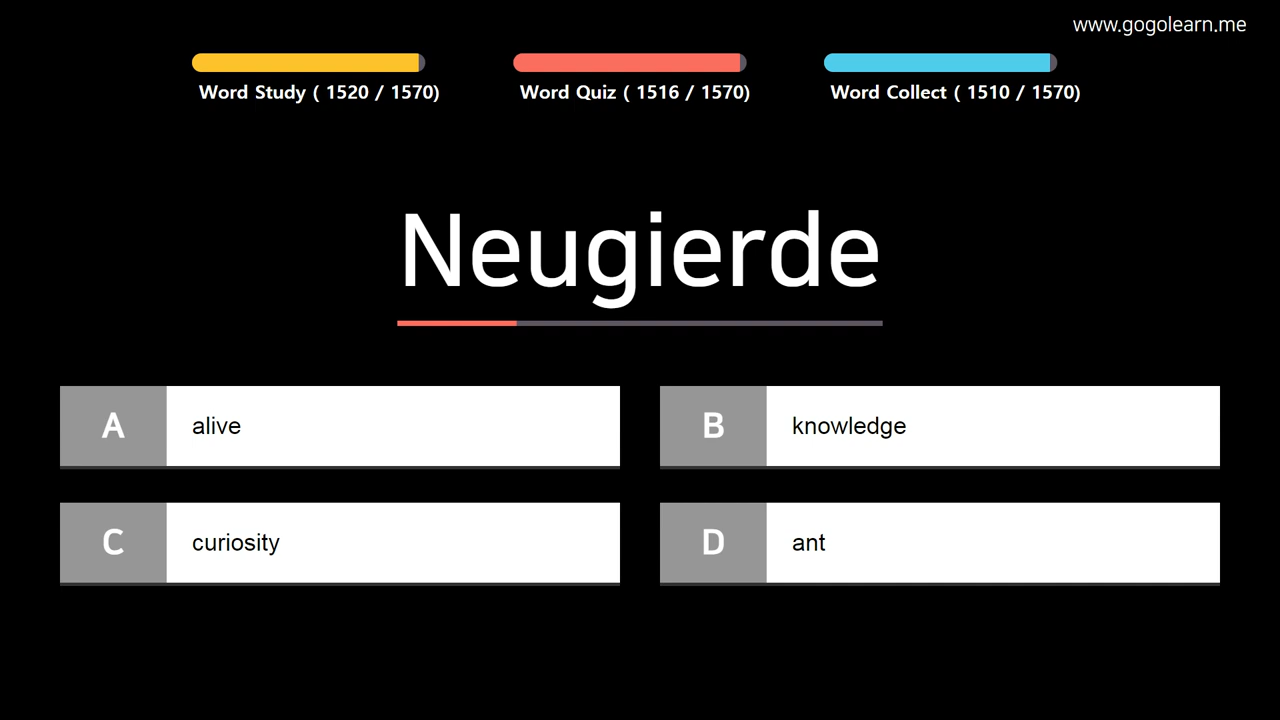 www.gogolearn.me
Word Study ( 1520 / 1570)
Word Quiz ( 1516 / 1570)
Word Collect ( 1510 / 1570)
Neugierde
A alive
B knowledge
C curiosity
D ant